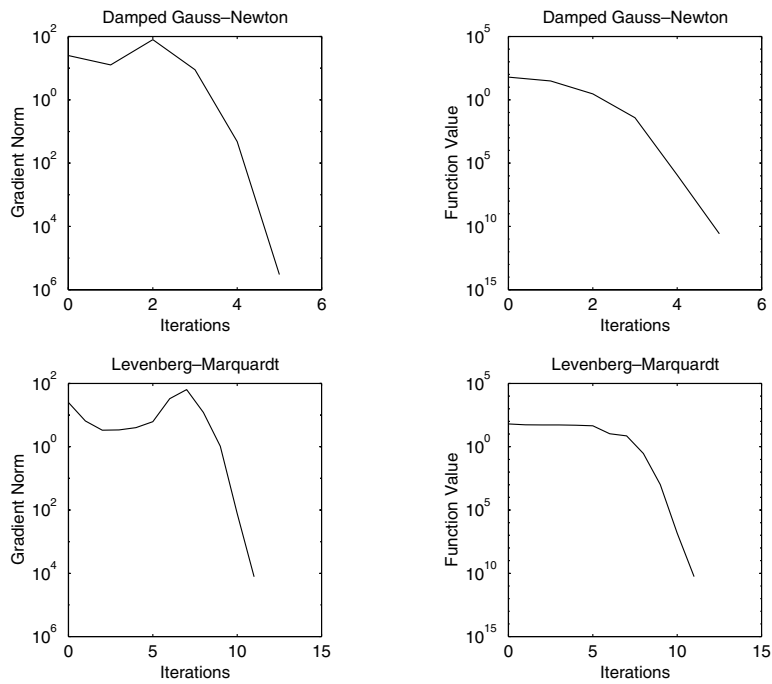 Damped Gauss–Newton
10^2
10^0
10^2
10^4
10^6
Gradient Norm
0 2 4 6
Iterations
Damped Gauss–Newton
10^5
10^0
10^5
10^10
10^15
Function Value
0 2 4 6
Iterations
Levenberg–Marquardt
10^2
10^0
10^2
10^4
10^6
Gradient Norm
0 5 10 15
Iterations
Levenberg–Marquardt
10^5
10^0
10^5
10^10
10^15
Function Value
0 5 10 15
Iterations